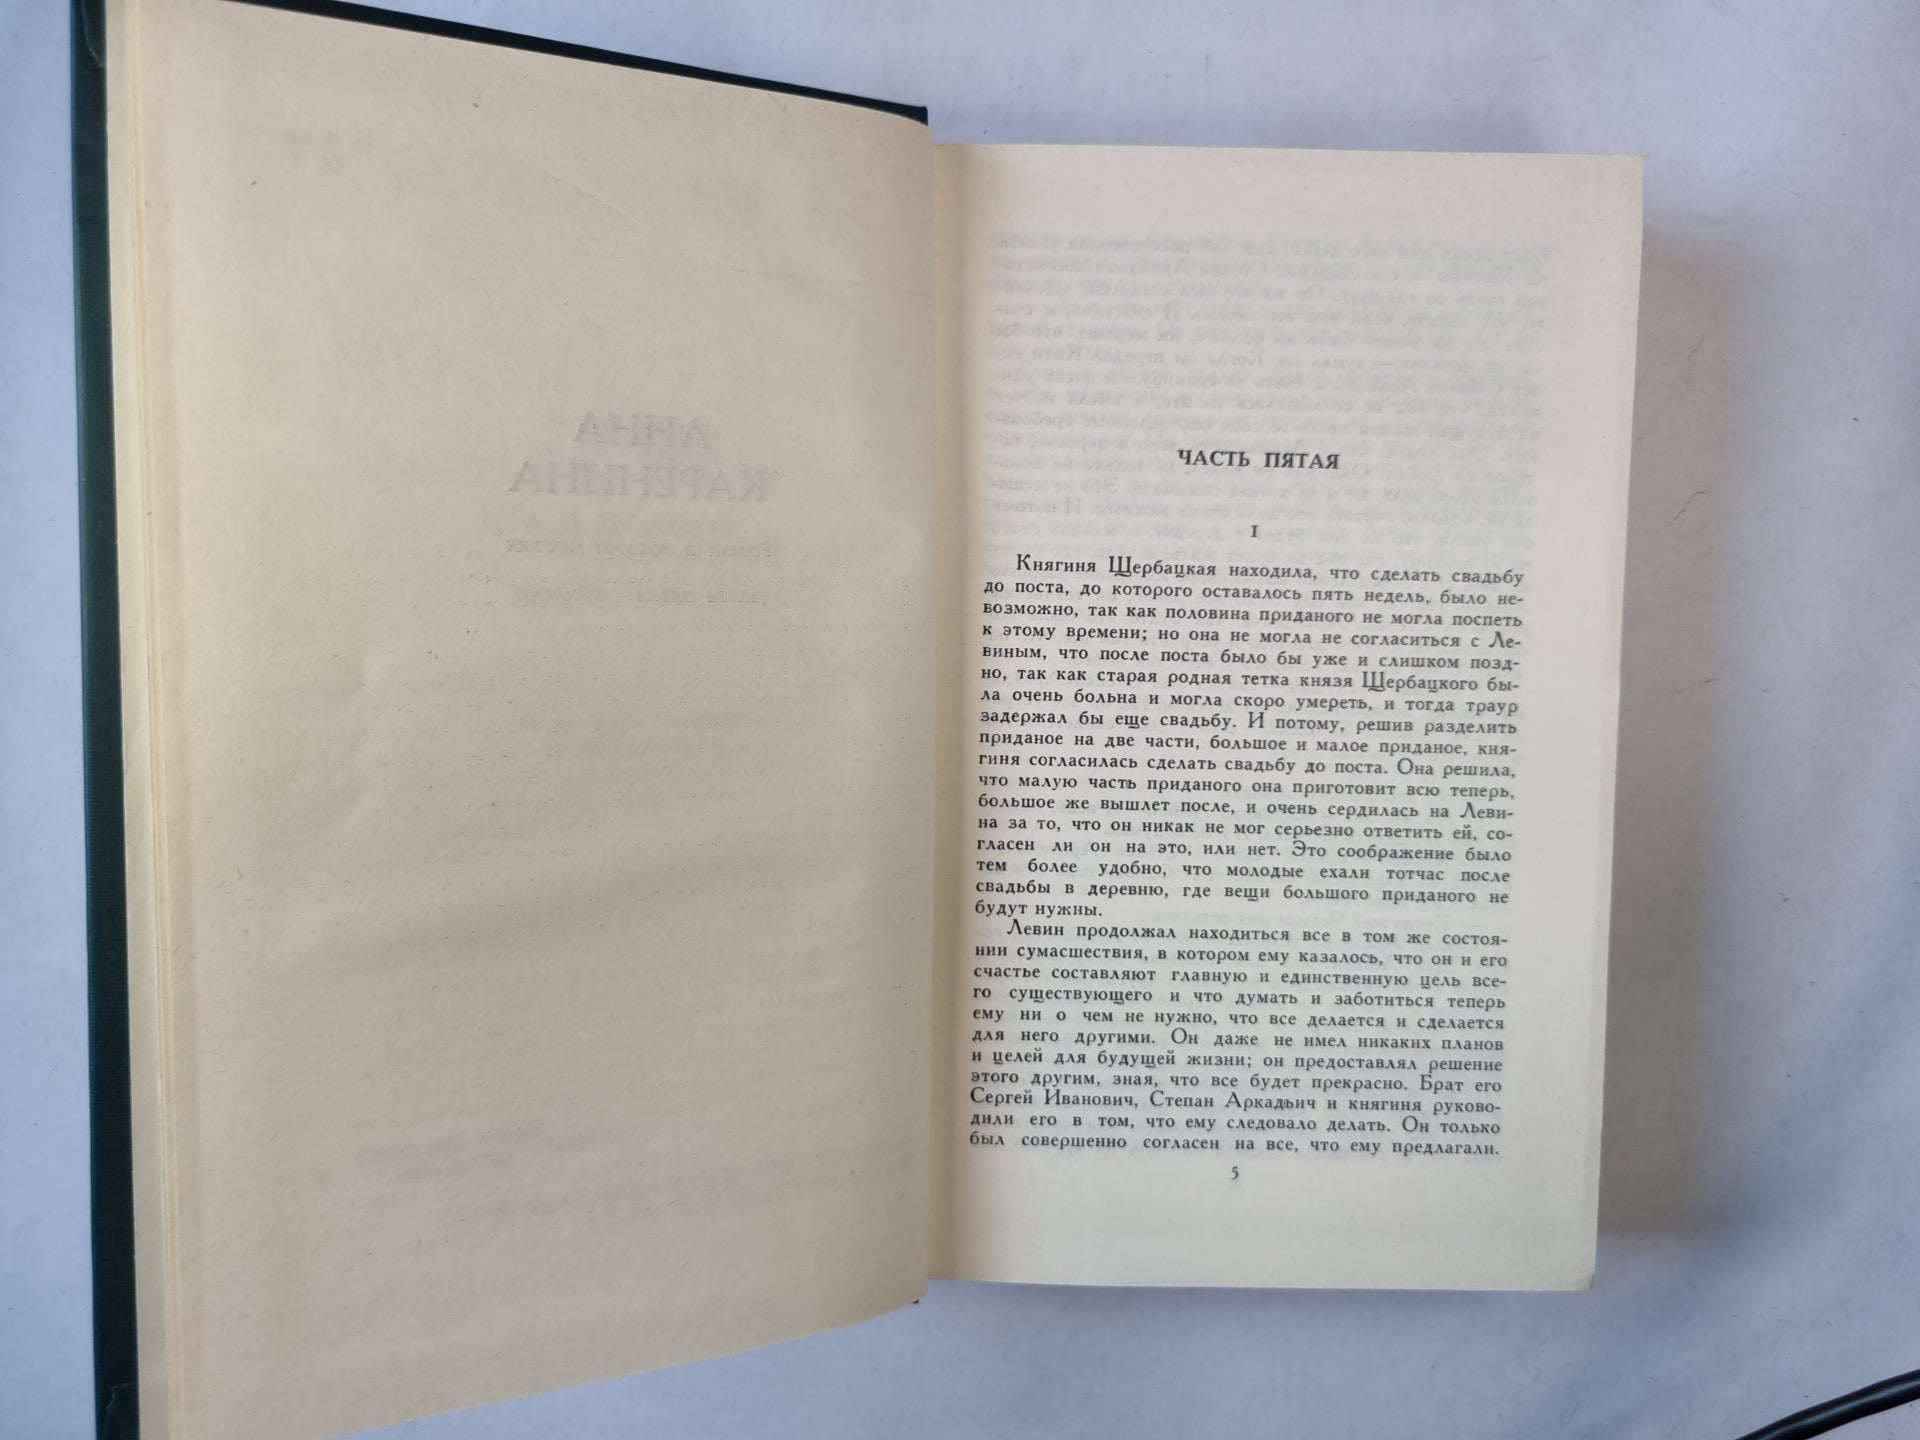 АННА
КАРЕНИНА
Роман в восьми частях
ЧАСТЬ ПЯТАЯ
I
Княгиня Щербацкая находила, что сделать свадьбу
до поста, до которого оставалось пять недель, было не-
возможно, так как половина приданого не могла поспеть
к этому времени; но она не могла не согласиться с Ле-
виным, что после поста было бы уже и слишком позд-
но, так как старая родная тетка князя Щербацкого бы-
ла очень больна и могла скоро умереть, и тогда траур
задержал бы еще свадьбу. И потому, решив разделить
приданое на две части, большое и малое приданое, кня-
гиня согласилась сделать свадьбу до поста. Она решила,
что малую часть приданого она приготовит всю теперь,
большое же вышлет после, и очень сердилась на Леви-
на за то, что он никак не мог серьезно ответить ей, со-
гласен ли он на это, или нет. Это соображение было
тем более удобно, что молодые ехали тотчас после
свадьбы в деревню, где вещи большого приданого не
будут нужны.
Левин продолжал находиться все в том же состоя-
нии сумасшествия, в котором ему казалось, что он и его
счастье составляют главную и единственную цель все-
го существующего и что думать и заботиться теперь
ему ни о чем не нужно, что все делается и сделается
для него другими. Он даже не имел никаких планов
и целей для будущей жизни; он предоставлял решение
этого другим, зная, что все будет прекрасно. Брат его
Сергей Иванович, Степан Аркадьич и княгиня руково-
дили его в том, что ему следовало делать. Он только
был совершенно согласен на все, что ему предлагали.
5